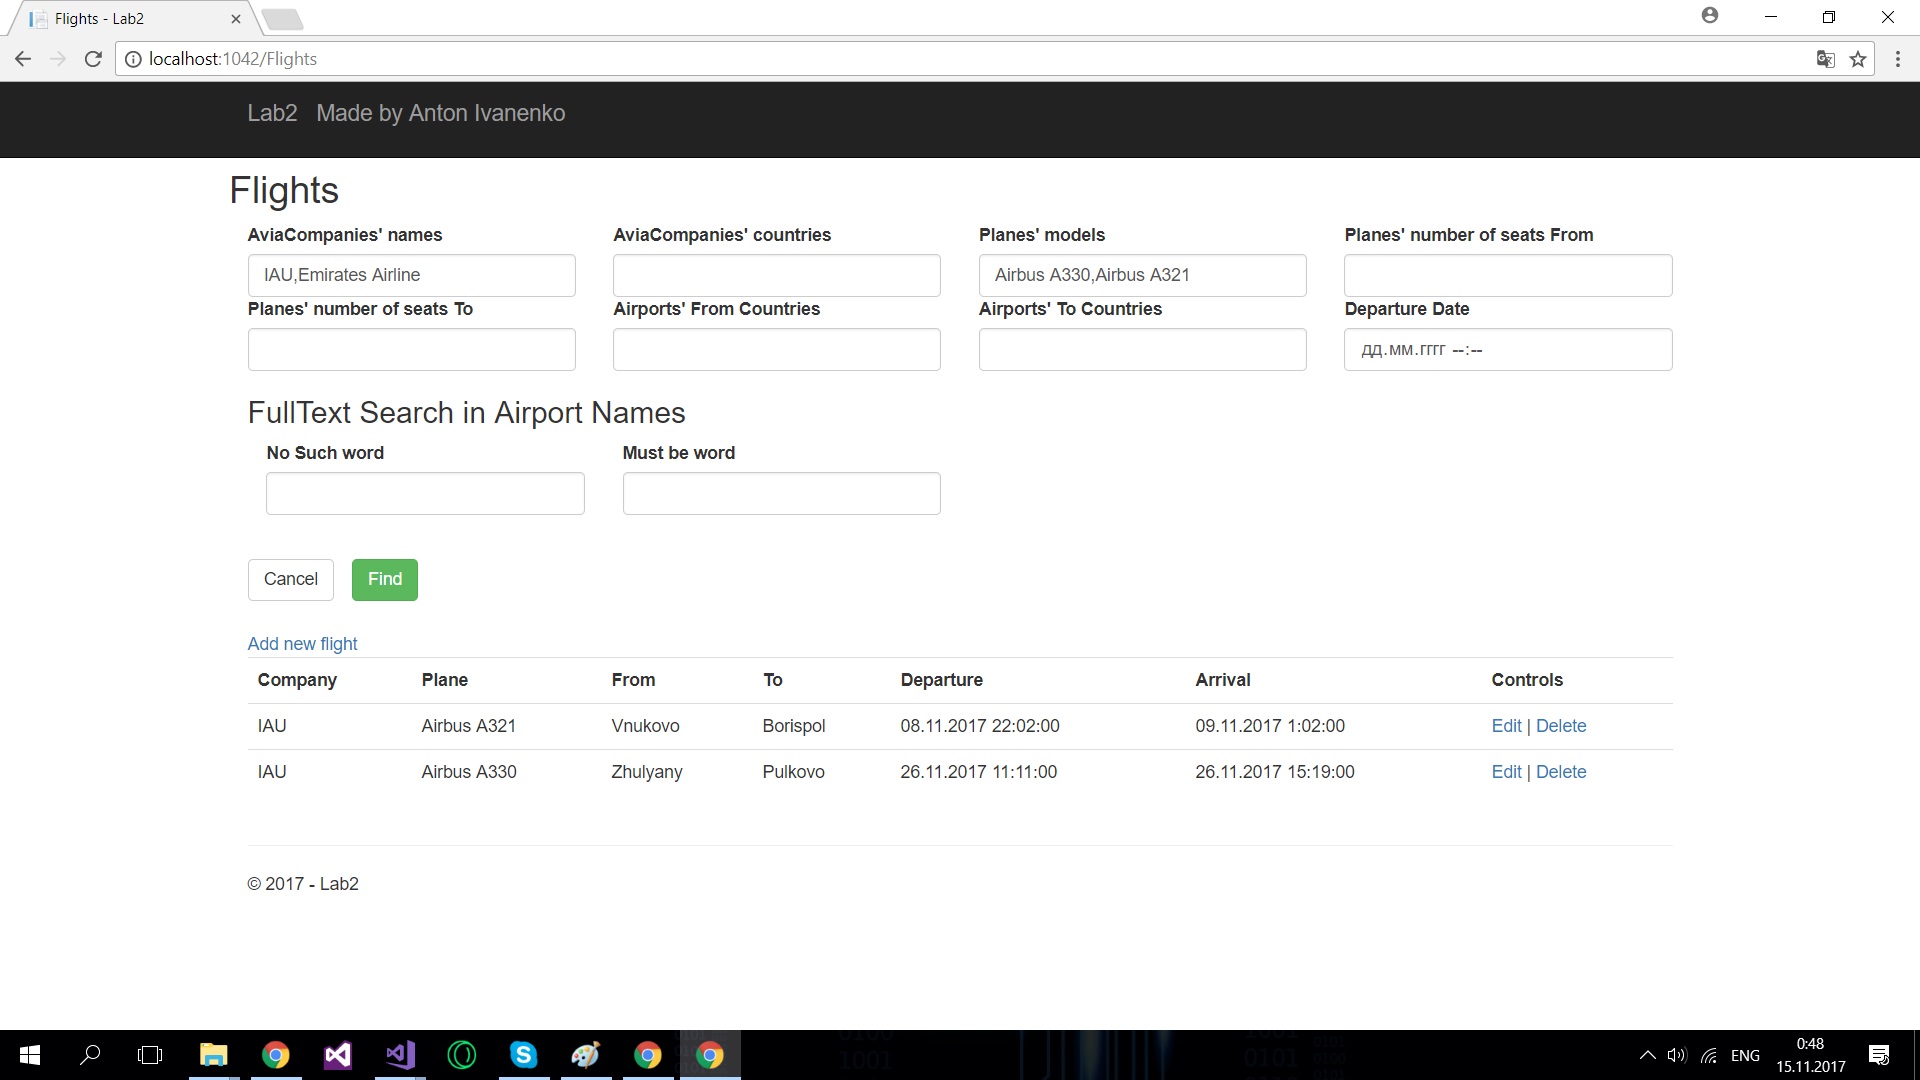 Flights - Lab2
localhost:1042/Flights
Lab2 Made by Anton Ivanenko
Flights
AviaCompanies' names AviaCompanies' countries Planes' models Planes' number of seats From
IAU,Emirates Airline Airbus A330,Airbus A321
Planes' number of seats To Airports' From Countries Airports' To Countries Departure Date
дд.мм.гггг --:--
FullText Search in Airport Names
No Such word Must be word
Cancel Find
Add new flight
Company Plane From To Departure Arrival Controls
IAU Airbus A321 Vnukovo Borispol 08.11.2017 22:02:00 09.11.2017 1:02:00 Edit | Delete
IAU Airbus A330 Zhulyany Pulkovo 26.11.2017 11:11:00 26.11.2017 15:19:00 Edit | Delete
© 2017 - Lab2
ENG
0:48
15.11.2017